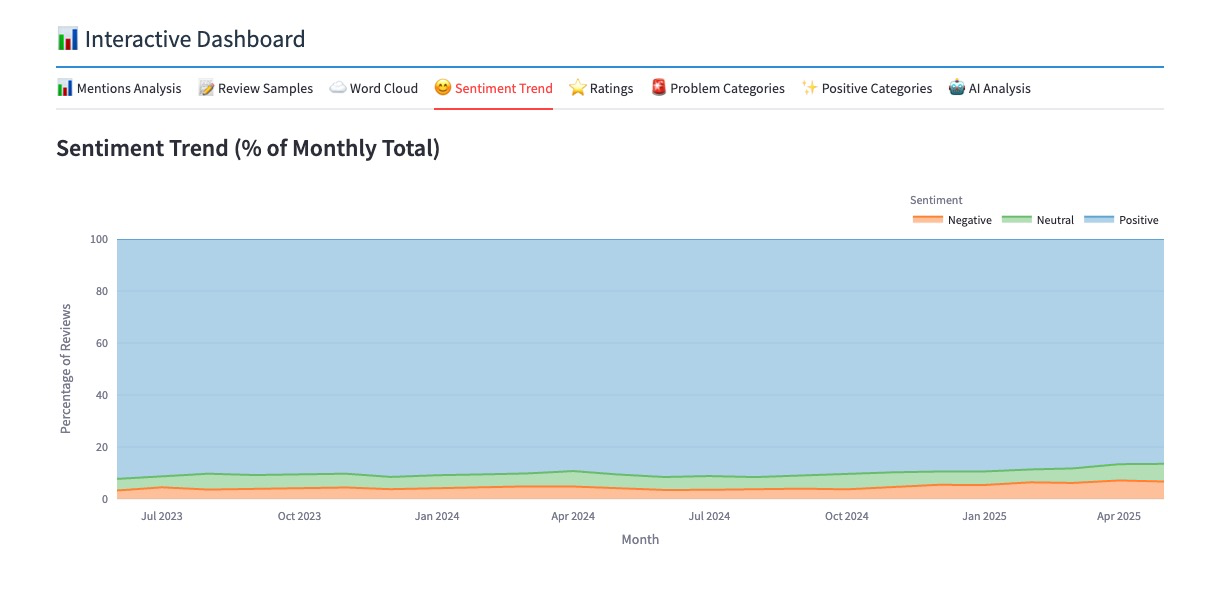 Interactive Dashboard
Mentions Analysis Review Samples Word Cloud Sentiment Trend Ratings Problem Categories Positive Categories AI Analysis
Sentiment Trend (% of Monthly Total)
Sentiment
Negative Neutral Positive
100
80
60
40
20
0
Percentage of Reviews
Jul 2023 Oct 2023 Jan 2024 Apr 2024 Jul 2024 Oct 2024 Jan 2025 Apr 2025
Month